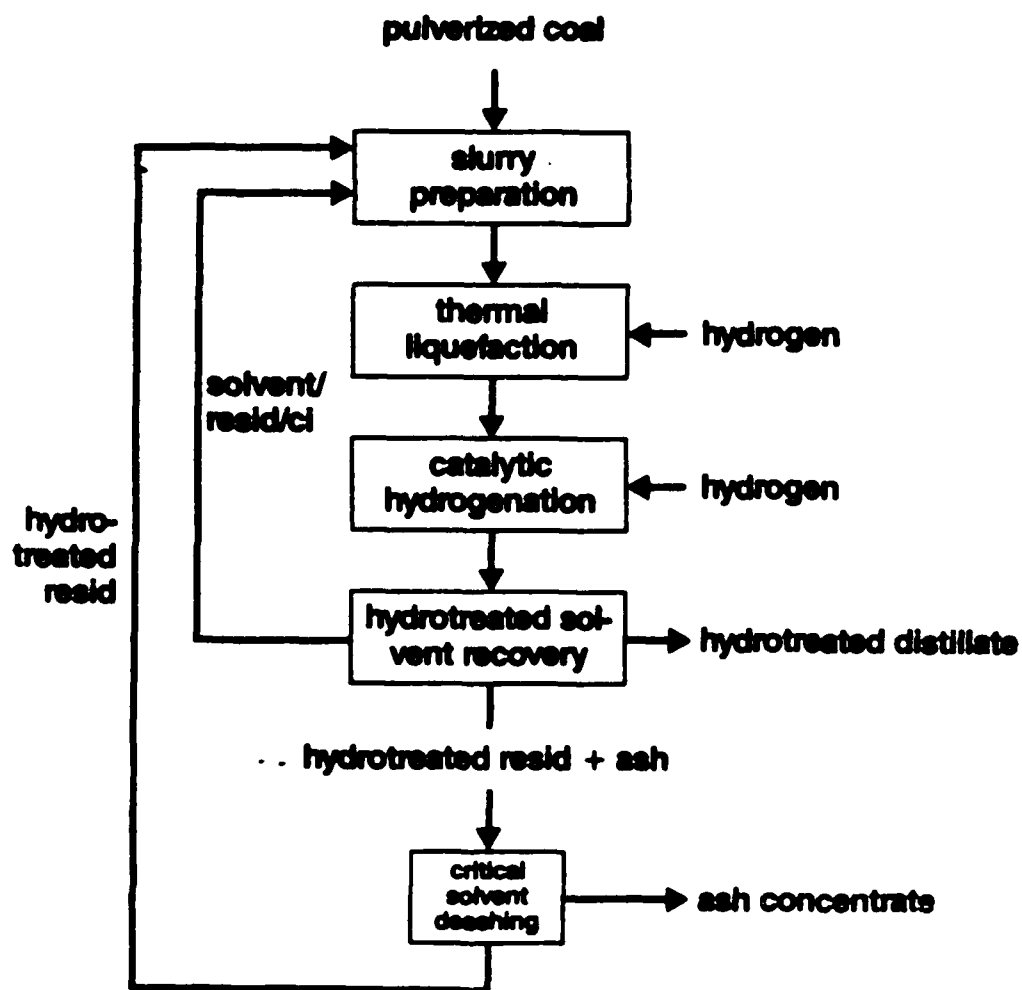 pulverized coal
slurry
preparation
thermal
liquefaction
hydrogen
solvent/
resid/ci
catalytic
hydrogenation
hydrogen
hydro-
treated
resid
hydrotreated sol-
vent recovery
hydrotreated distillate
hydrotreated resid + ash
critical
solvent
deashing
ash concentrate